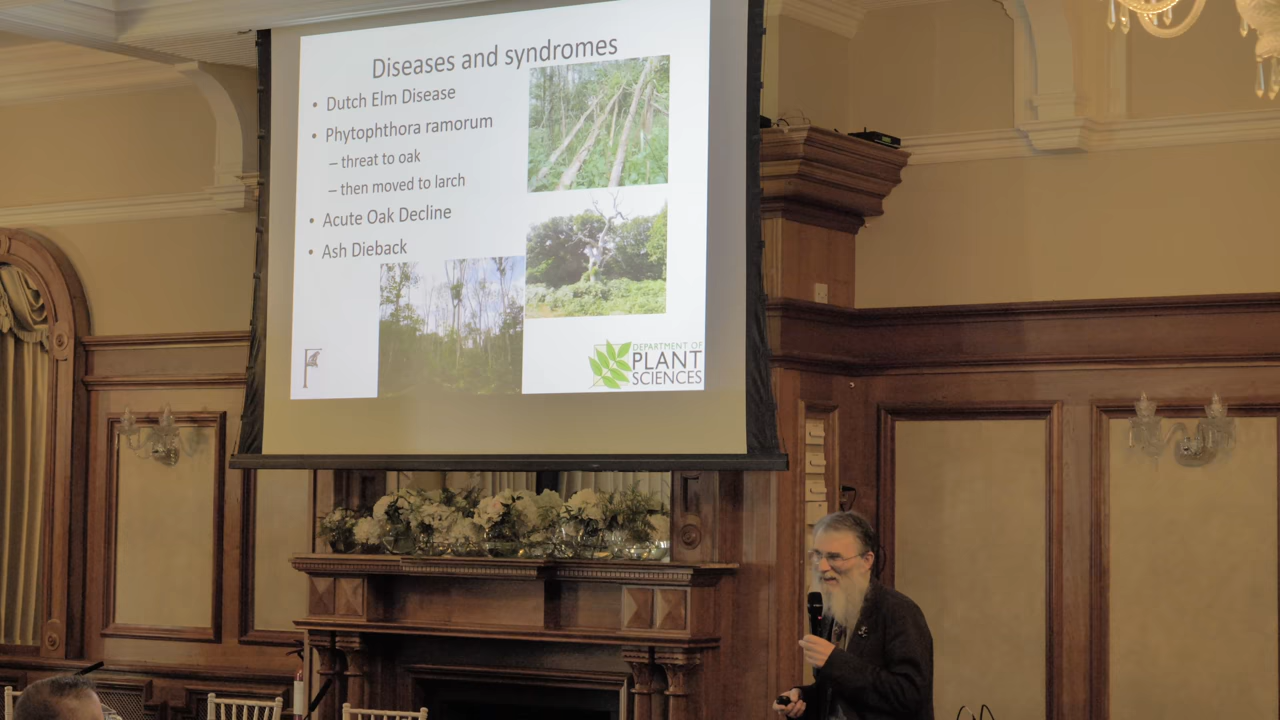 Diseases and syndromes
• Dutch Elm Disease
• Phytophthora ramorum
– threat to oak
– then moved to larch
• Acute Oak Decline
• Ash Dieback
DEPARTMENT OF
PLANT
SCIENCES